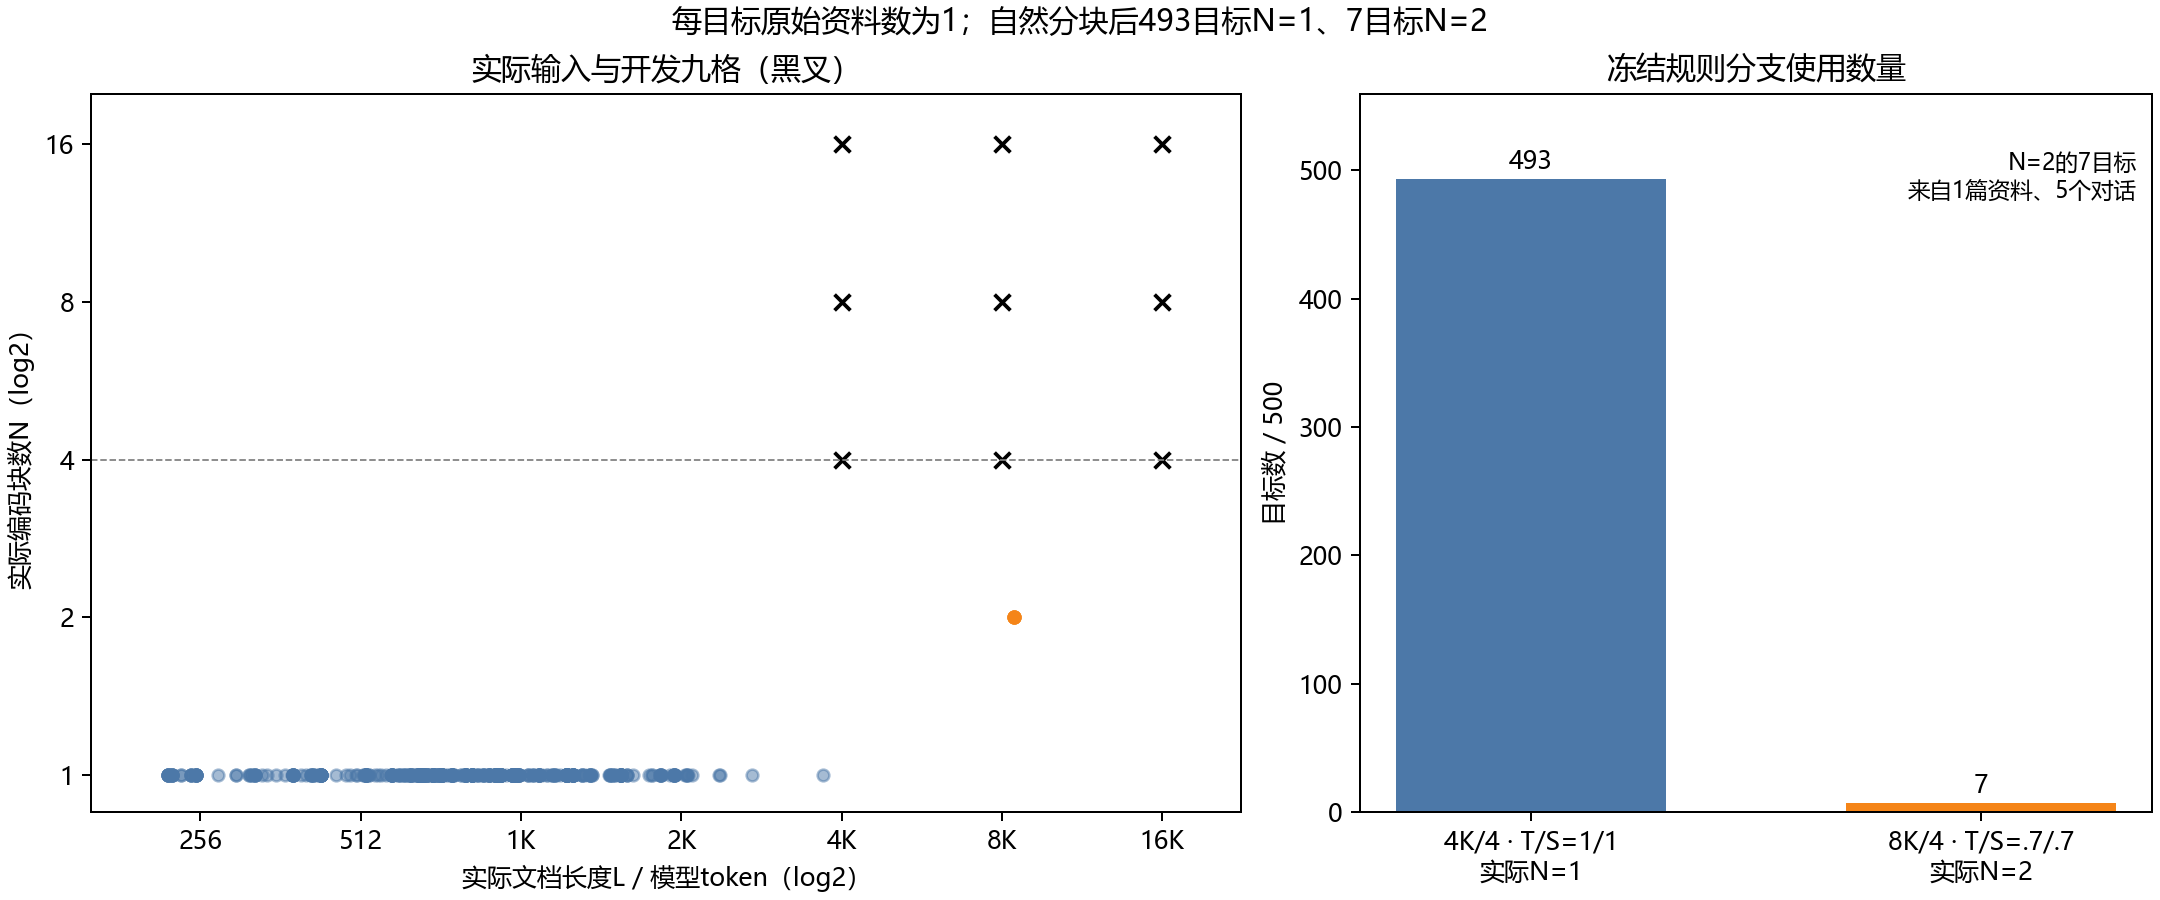 每目标原始资料数为1；自然分块后493目标N=1、7目标N=2
实际输入与开发九格（黑叉）
实际编码块数N（log2）
16
8
4
2
1
256
512
1K
2K
4K
8K
16K
实际文档长度L / 模型token（log2）
冻结规则分支使用数量
目标数 / 500
500
400
300
200
100
0
493
7
N=2的7目标
来自1篇资料、5个对话
4K/4 · T/S=1/1
实际N=1
8K/4 · T/S=.7/.7
实际N=2